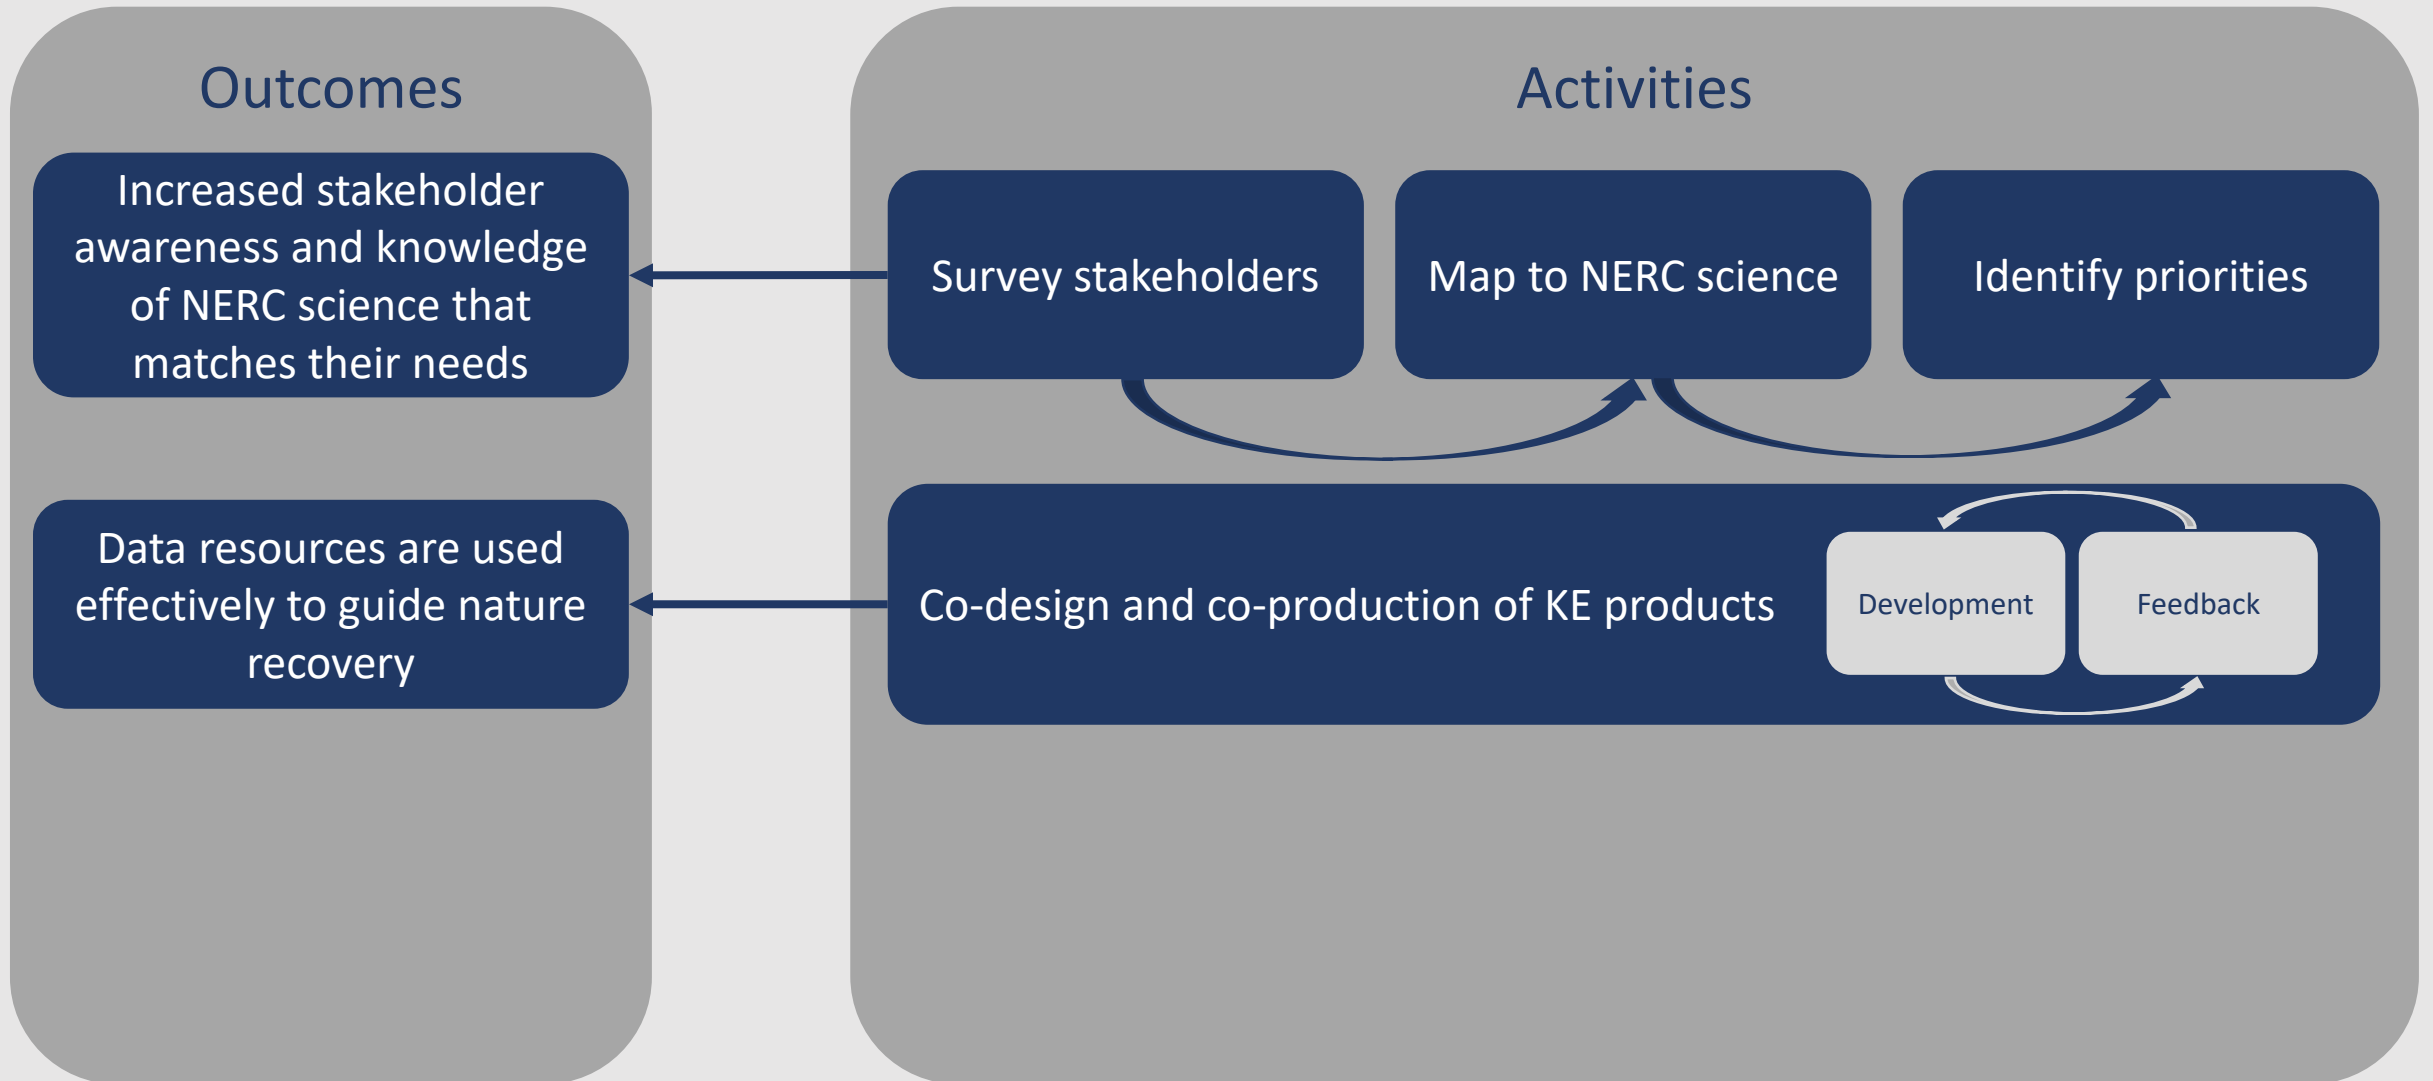 Outcomes
Increased stakeholder
awareness and knowledge
of NERC science that
matches their needs
Data resources are used
effectively to guide nature
recovery
Activities
Survey stakeholders
Map to NERC science
Identify priorities
Co-design and co-production of KE products
Development
Feedback